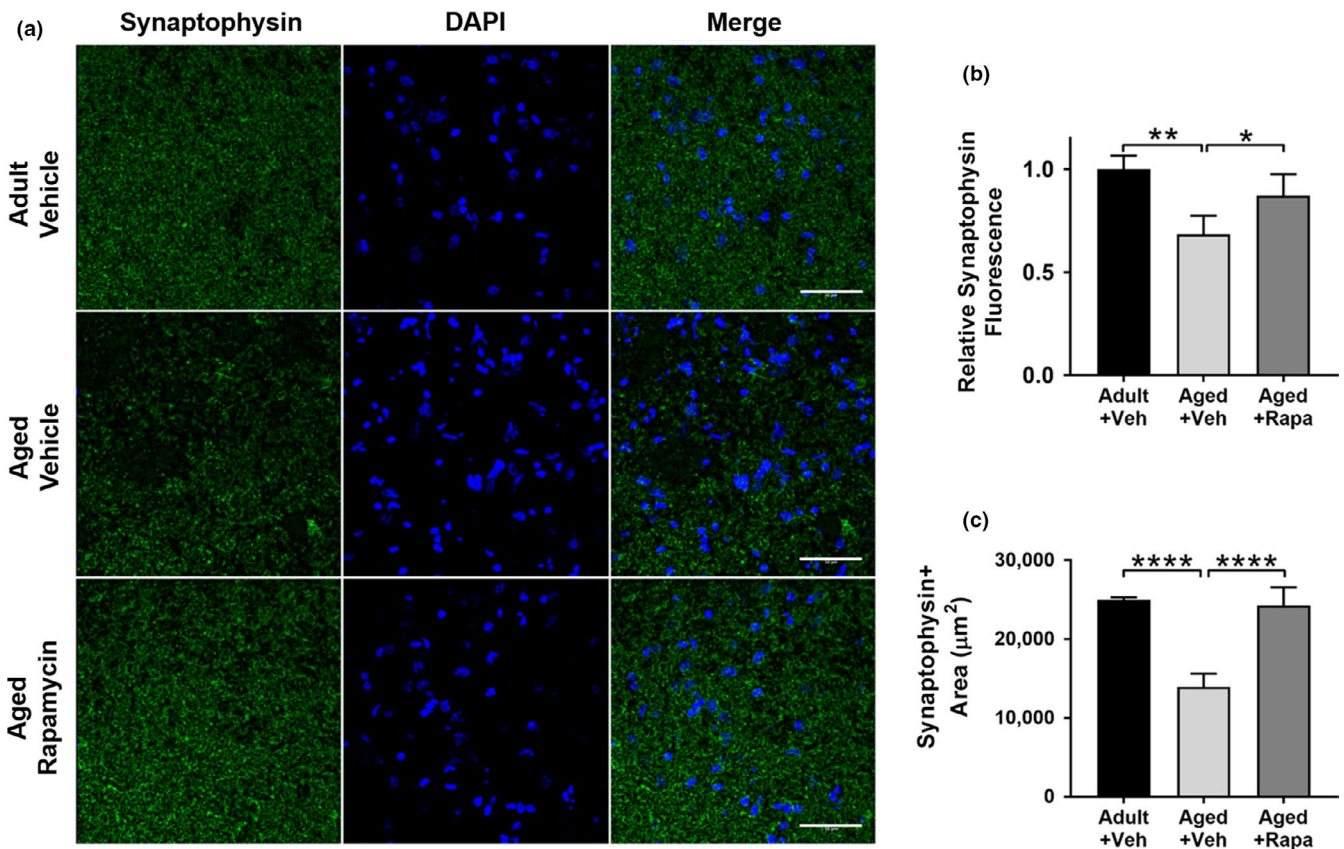 (a)
Synaptophysin
DAPI
Merge
Adult
Vehicle
Aged
Vehicle
Aged
Rapamycin
(b)
Relative Synaptophysin
Fluorescence
1.0
0.5
0.0
**
*
Adult
+Veh
Aged
+Veh
Aged
+Rapa
(c)
Synaptophysin+
Area (μm²)
30,000
20,000
10,000
0
****
****
Adult
+Veh
Aged
+Veh
Aged
+Rapa